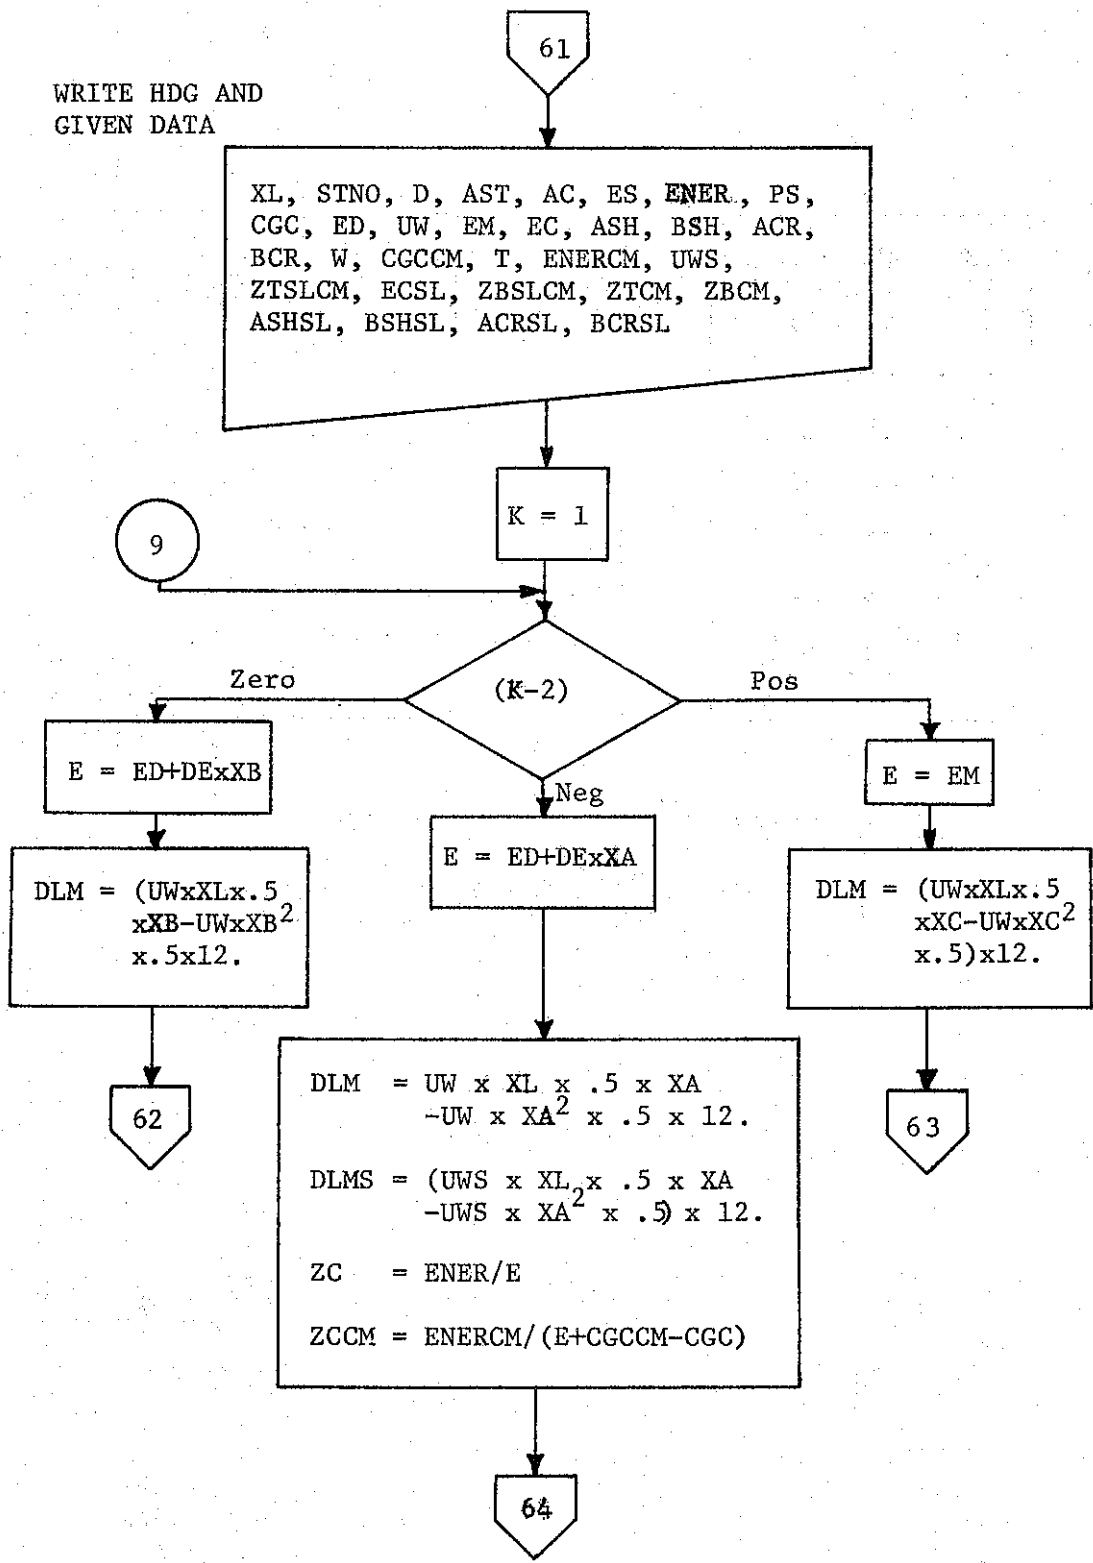 61
WRITE HDG AND
GIVEN DATA
XL, STNO, D, AST, AC, ES, ENER, PS,
CGC, ED, UW, EM, EC, ASH, BSH, ACR,
BCR, W, CGCCM, T, ENERCM, UWS,
ZTSLCM, ECSL, ZBSLCM, ZTCM, ZBCM,
ASHSL, BSHSL, ACRSL, BCRSL
K = 1
9
(K-2)
Zero
Pos
Neg
E = ED+DExXB
DLM = (UWxXLx.5
xXB-UWxXB²
x.5x12.
62
E = ED+DExXA
DLM = UW x XL x .5 x XA
-UW x XA² x .5 x 12.
DLMS = (UWS x XL x .5 x XA
-UWS x XA² x .5) x 12.
ZC = ENER/E
ZCCM = ENERCM/(E+CGCCM-CGC)
64
E = EM
DLM = (UWxXLx.5
xXC-UWxXC²
x.5)x12.
63